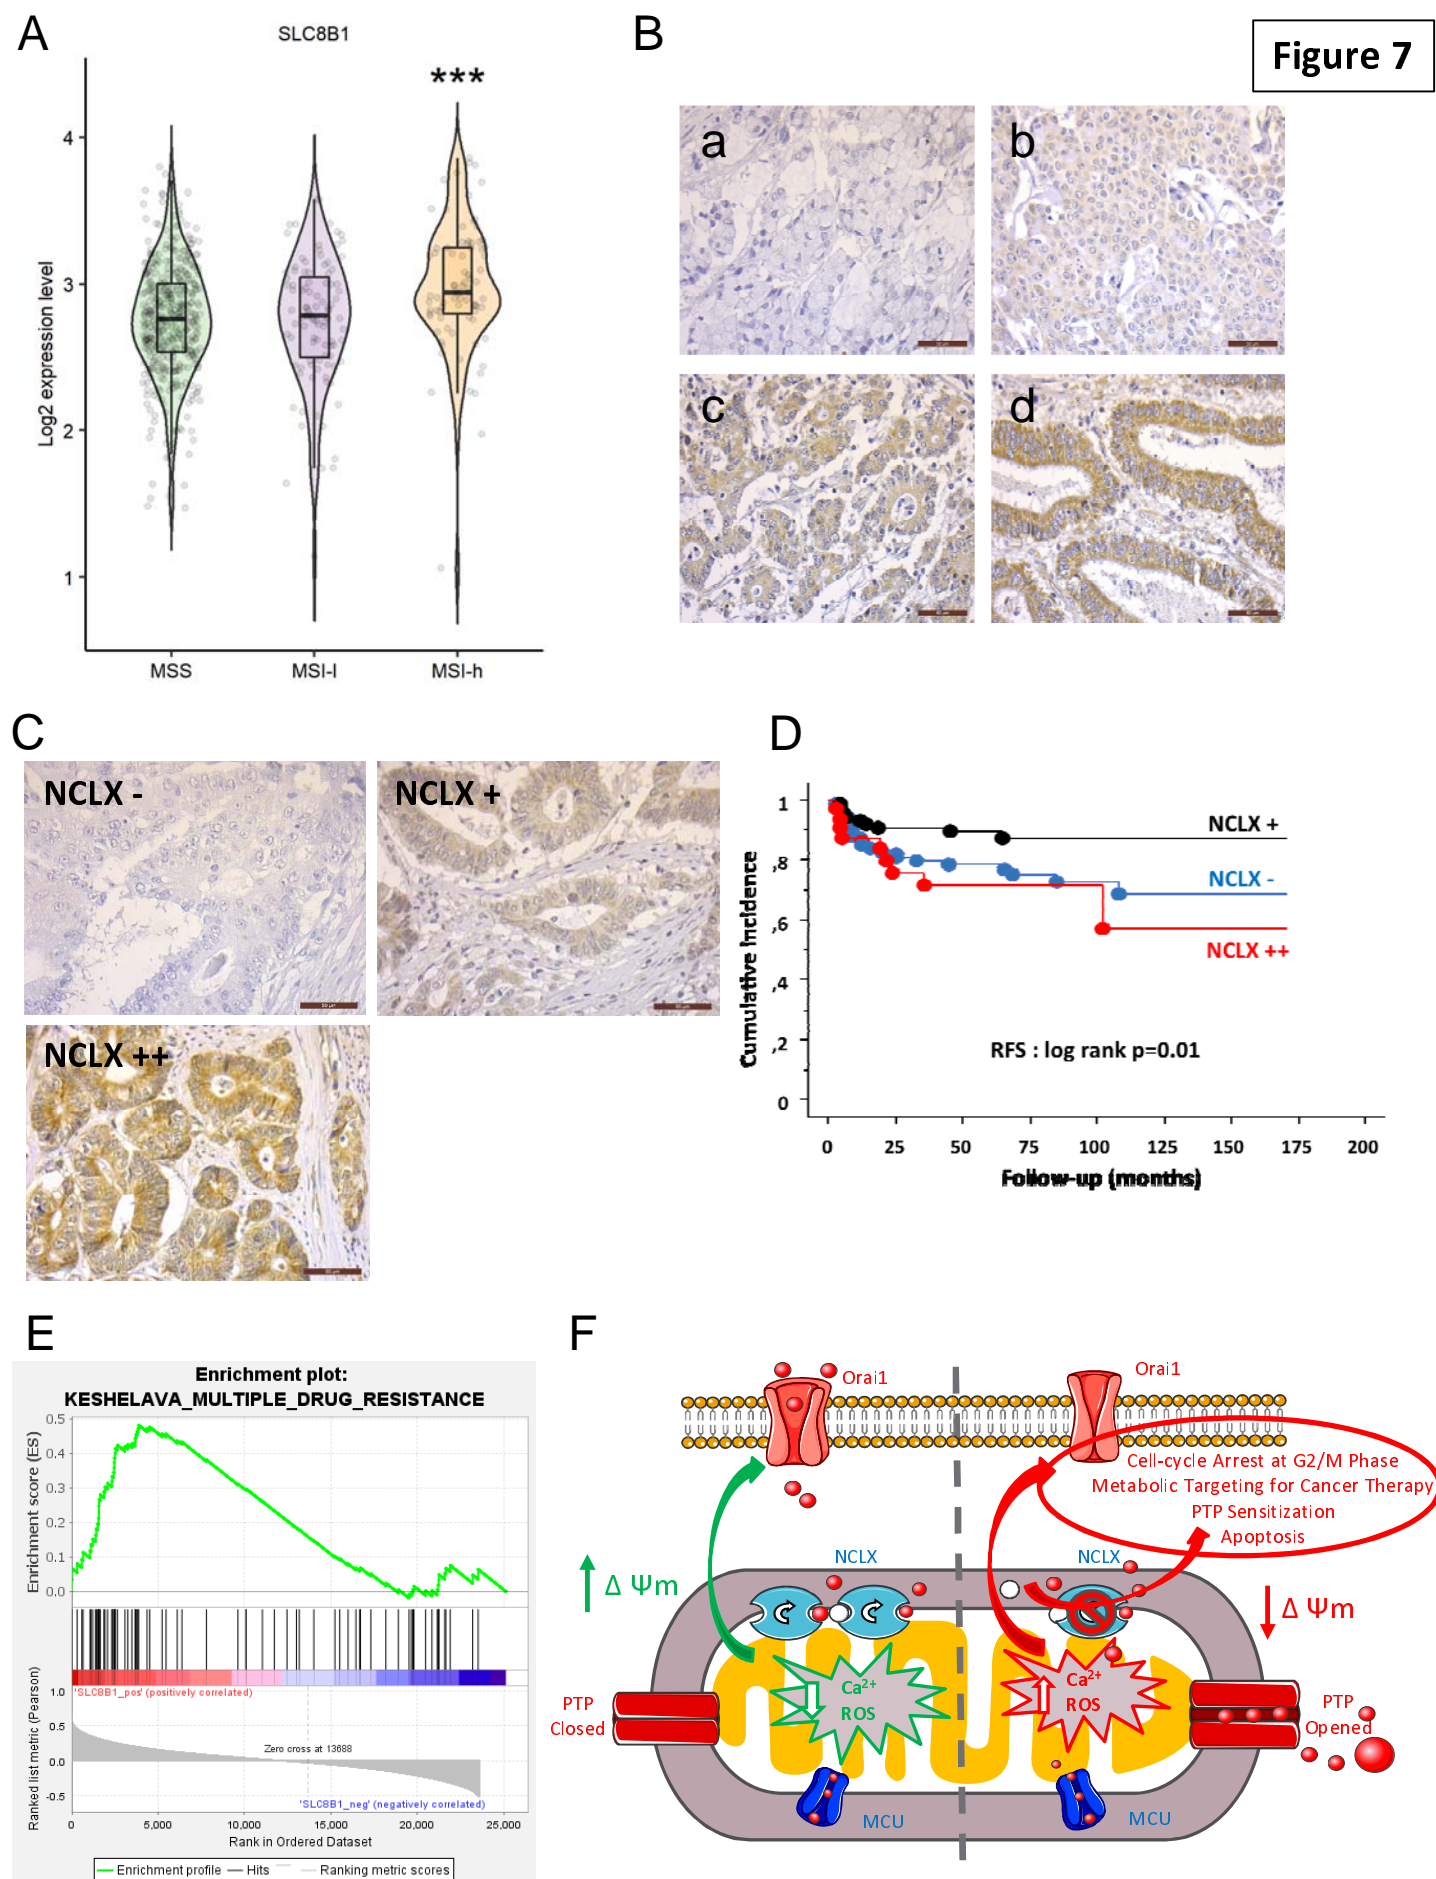 Figure 7
A
SLC8B1
***
Log2 expression level
4
3
2
1
MSS
MSI-l
MSI-h
B
a
b
c
d
C
NCLX -
NCLX +
NCLX ++
D
Cumulative Incidence
1
,8
,6
,4
,2
0
NCLX +
NCLX -
NCLX ++
RFS : log rank p=0.01
0 25 50 75 100 125 150 175 200
Follow-up (months)
E
Enrichment plot:
KESHELAVA_MULTIPLE_DRUG_RESISTANCE
Enrichment score (ES)
0.5
0.4
0.3
0.2
0.1
0.0
Ranked list metric (Pearson)
1.0
0.5
0.0
-0.5
'SLC8B1_pos' (positively correlated)
Zero cross at 13688
'SLC8B1_neg' (negatively correlated)
0 5,000 10,000 15,000 20,000 25,000
Rank in Ordered Dataset
Enrichment profile Hits Ranking metric scores
F
Orai1
Orai1
Cell-cycle Arrest at G2/M Phase
Metabolic Targeting for Cancer Therapy
PTP Sensitization
Apoptosis
NCLX
NCLX
Δ Ψm
Δ Ψm
Ca2+
ROS
Ca2+
ROS
PTP
Closed
PTP
Opened
MCU
MCU